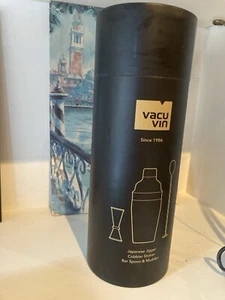 vacu
vin
Since 1986
Japanese Jigger
Cobbler Shaker
Bar Spoon & Muddler